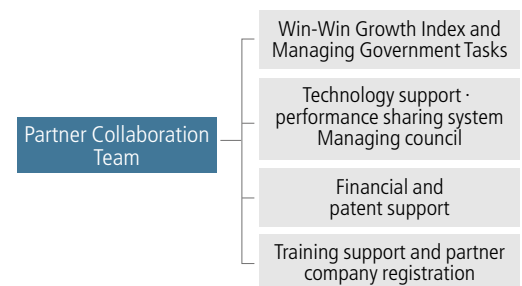 Win-Win Growth Index and
Managing Government Tasks
Technology support ·
performance sharing system
Managing council
Partner Collaboration
Team
Financial and
patent support
Training support and partner
company registration